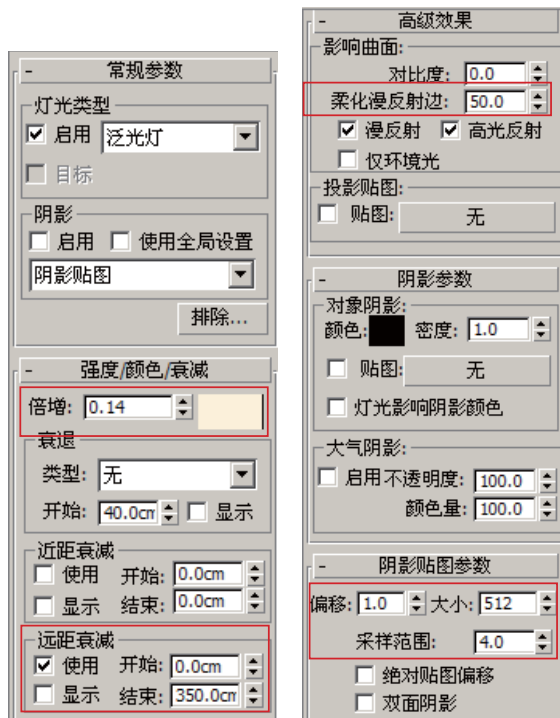 - 常规参数
灯光类型
启用 泛光灯
目标
阴影
启用 使用全局设置
阴影贴图
排除...
- 强度/颜色/衰减
倍增: 0.14
衰退
类型: 无
开始: 40.0cm 显示
近距衰减
使用 开始: 0.0cm
显示 结束: 0.0cm
远距衰减
使用 开始: 0.0cm
显示 结束: 350.0cm
- 高级效果
影响曲面:
对比度: 0.0
柔化漫反射边: 50.0
漫反射 高光反射
仅环境光
投影贴图:
贴图: 无
- 阴影参数
对象阴影:
颜色: 密度: 1.0
贴图: 无
灯光影响阴影颜色
大气阴影:
启用 不透明度: 100.0
颜色量: 100.0
- 阴影贴图参数
偏移: 1.0 大小: 512
采样范围: 4.0
绝对贴图偏移
双面阴影